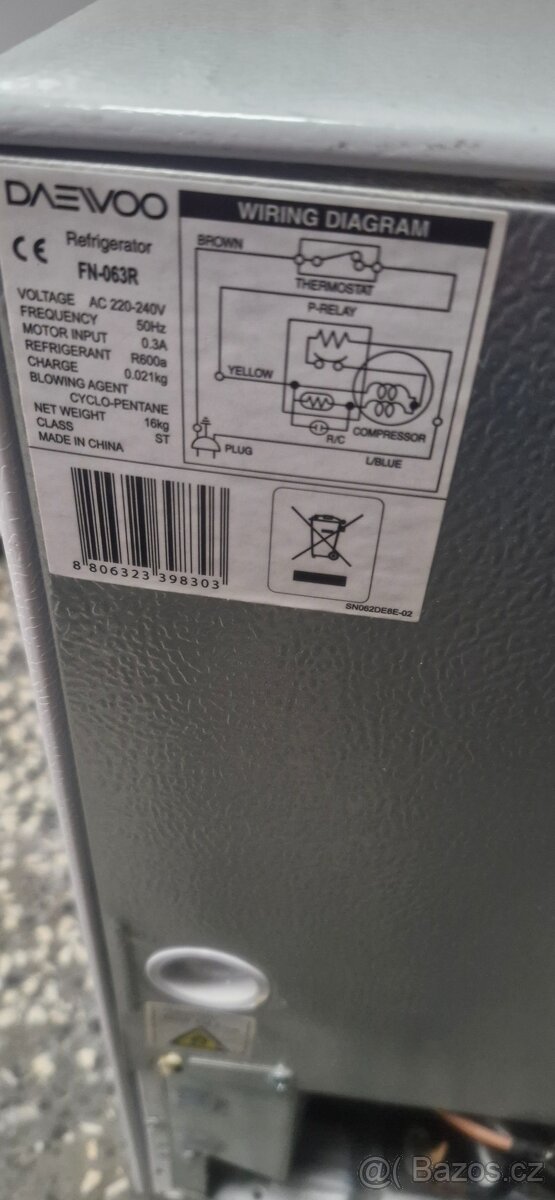 DAEWOO
Refrigerator
FN-063R
VOLTAGE AC 220-240V
FREQUENCY 50Hz
MOTOR INPUT 0.3A
REFRIGERANT R600a
CHARGE 0.021kg
BLOWING AGENT
CYCLO-PENTANE
NET WEIGHT 16kg
CLASS ST
MADE IN CHINA
WIRING DIAGRAM
BROWN
THERMOSTAT
P-RELAY
YELLOW
R/C
COMPRESSOR
PLUG
L/BLUE
8 806323 398303
SN062DE8E-02
Bazos.cz